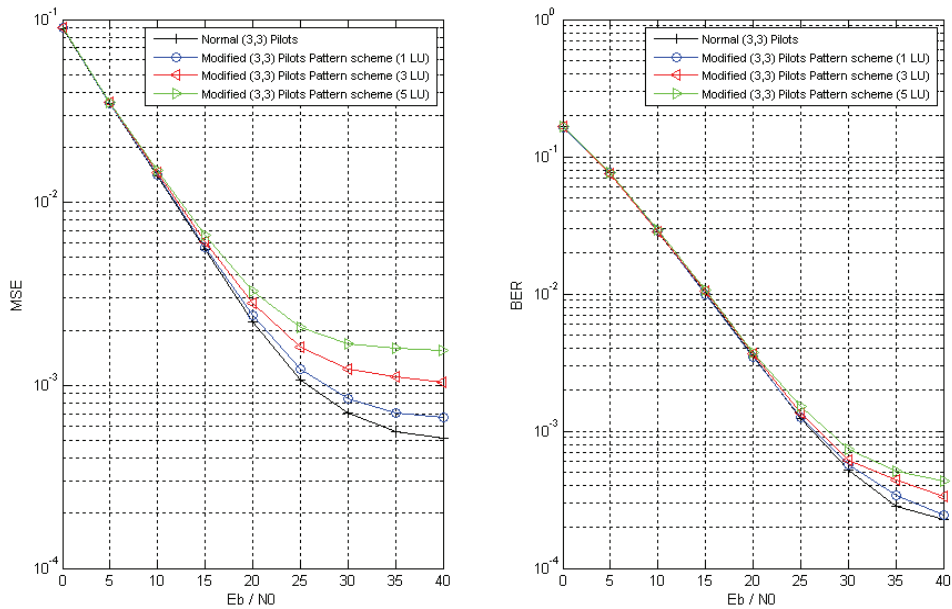 10^-1
10^-2
10^-3
10^-4
MSE
0 5 10 15 20 25 30 35 40
Eb / N0
Normal (3,3) Pilots
Modified (3,3) Pilots Pattern scheme (1 LU)
Modified (3,3) Pilots Pattern scheme (3 LU)
Modified (3,3) Pilots Pattern scheme (5 LU)
10^0
10^-1
10^-2
10^-3
10^-4
BER
0 5 10 15 20 25 30 35 40
Eb / N0
Normal (3,3) Pilots
Modified (3,3) Pilots Pattern scheme (1 LU)
Modified (3,3) Pilots Pattern scheme (3 LU)
Modified (3,3) Pilots Pattern scheme (5 LU)